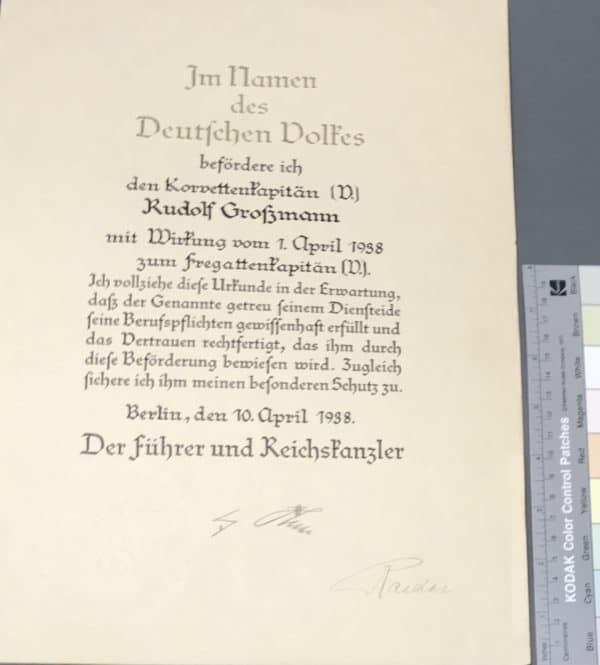 Im Namen
des
Deutschen Volkes
befördere ich
den Korvettenkapitän (V.)
Rudolf Großmann
mit Wirkung vom 1. April 1938
zum Fregattenkapitän (V.).
Ich vollziehe diese Urkunde in der Erwartung,
daß der Genannte getreu seinem Diensteide
seine Berufspflichten gewissenhaft erfüllt und
das Vertrauen rechtfertigt, das ihm durch
diese Beförderung bewiesen wird. Zugleich
sichere ich ihm meinen besonderen Schutz zu.
Berlin, den 10. April 1938.
Der Führer und Reichskanzler
Raeder
KODAK Color Control Patches
Kodak
Blue
Cyan
Green
Yellow
Red
Magenta
White
Brown
Black
Inches
Centimetres